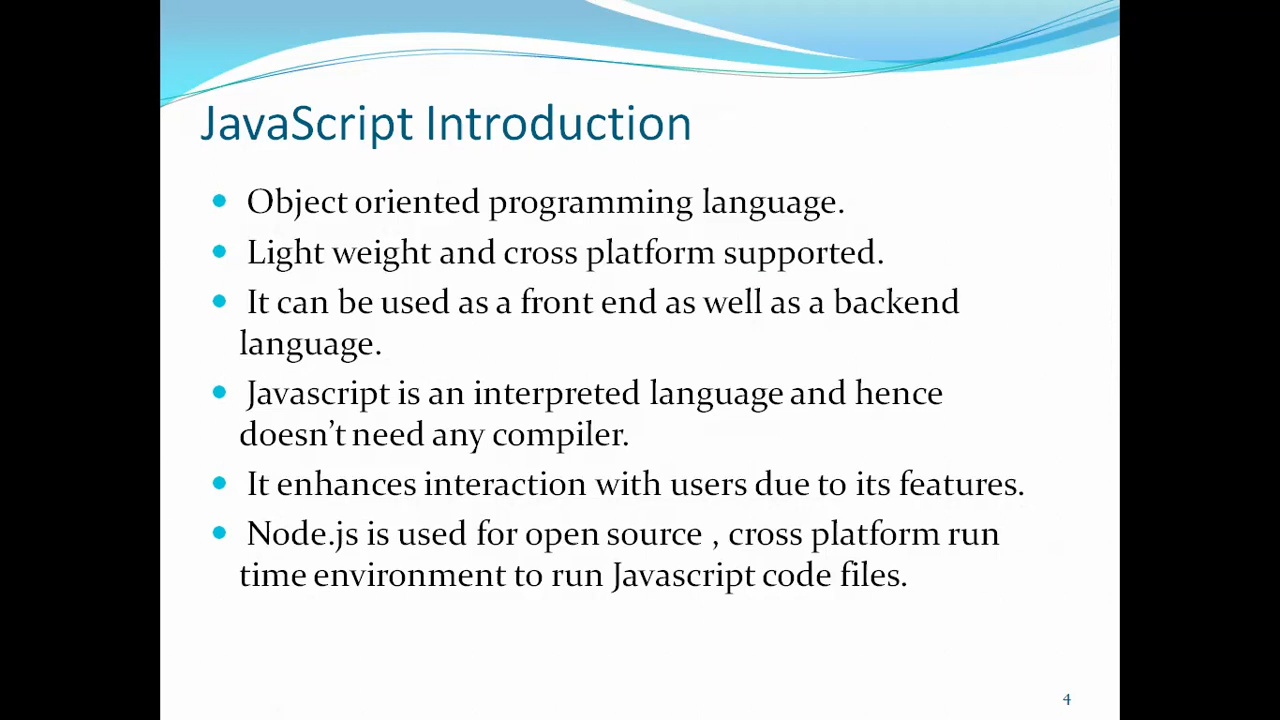 JavaScript Introduction
• Object oriented programming language.
• Light weight and cross platform supported.
• It can be used as a front end as well as a backend
language.
• Javascript is an interpreted language and hence
doesn't need any compiler.
• It enhances interaction with users due to its features.
• Node.js is used for open source , cross platform run
time environment to run Javascript code files.
4